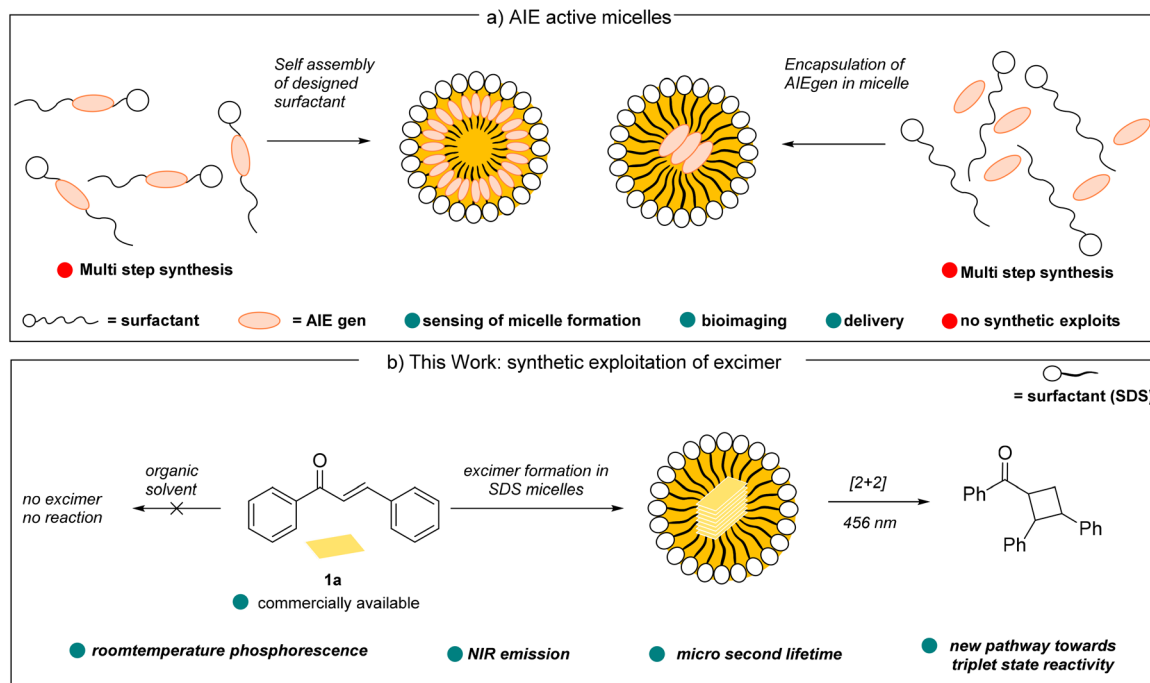 a) AIE active micelles
Self assembly
of designed
surfactant
Encapsulation of
AIEgen in micelle
Multi step synthesis
Multi step synthesis
= surfactant
= AIE gen
sensing of micelle formation
bioimaging
delivery
no synthetic exploits
b) This Work: synthetic exploitation of excimer
= surfactant (SDS)
no excimer
no reaction
organic
solvent
O
1a
commercially available
excimer formation in
SDS micelles
[2+2]
456 nm
O
Ph
Ph
Ph
roomtemperature phosphorescence
NIR emission
micro second lifetime
new pathway towards
triplet state reactivity